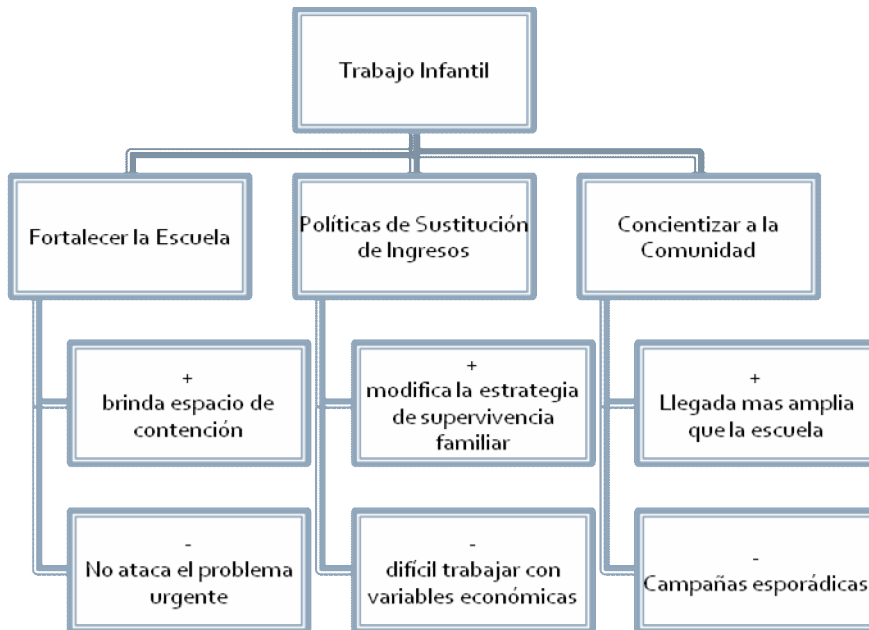 Trabajo Infantil
Fortalecer la Escuela
Políticas de Sustitución
de Ingresos
Concientizar a la
Comunidad
+
brinda espacio de
contención
+
modifica la estrategia
de supervivencia
familiar
+
Llegada mas amplia
que la escuela
-
No ataca el problema
urgente
-
difícil trabajar con
variables económicas
-
Campañas esporádicas